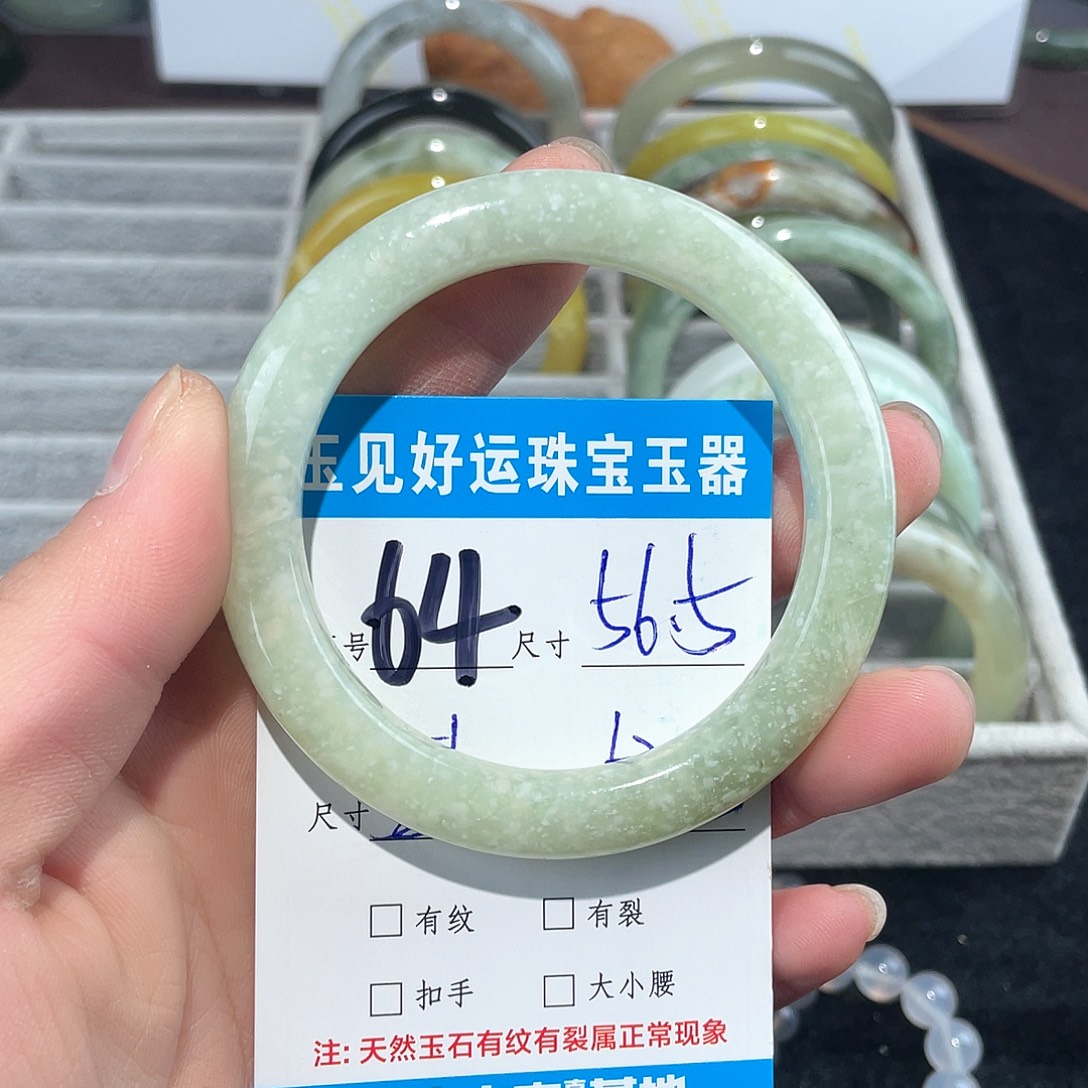 玉见好运珠宝玉器
号 64 尺寸 56.5
尺寸
□ 有纹 □ 有裂
□ 扣手 □ 大小腰
注: 天然玉石有纹有裂属正常现象